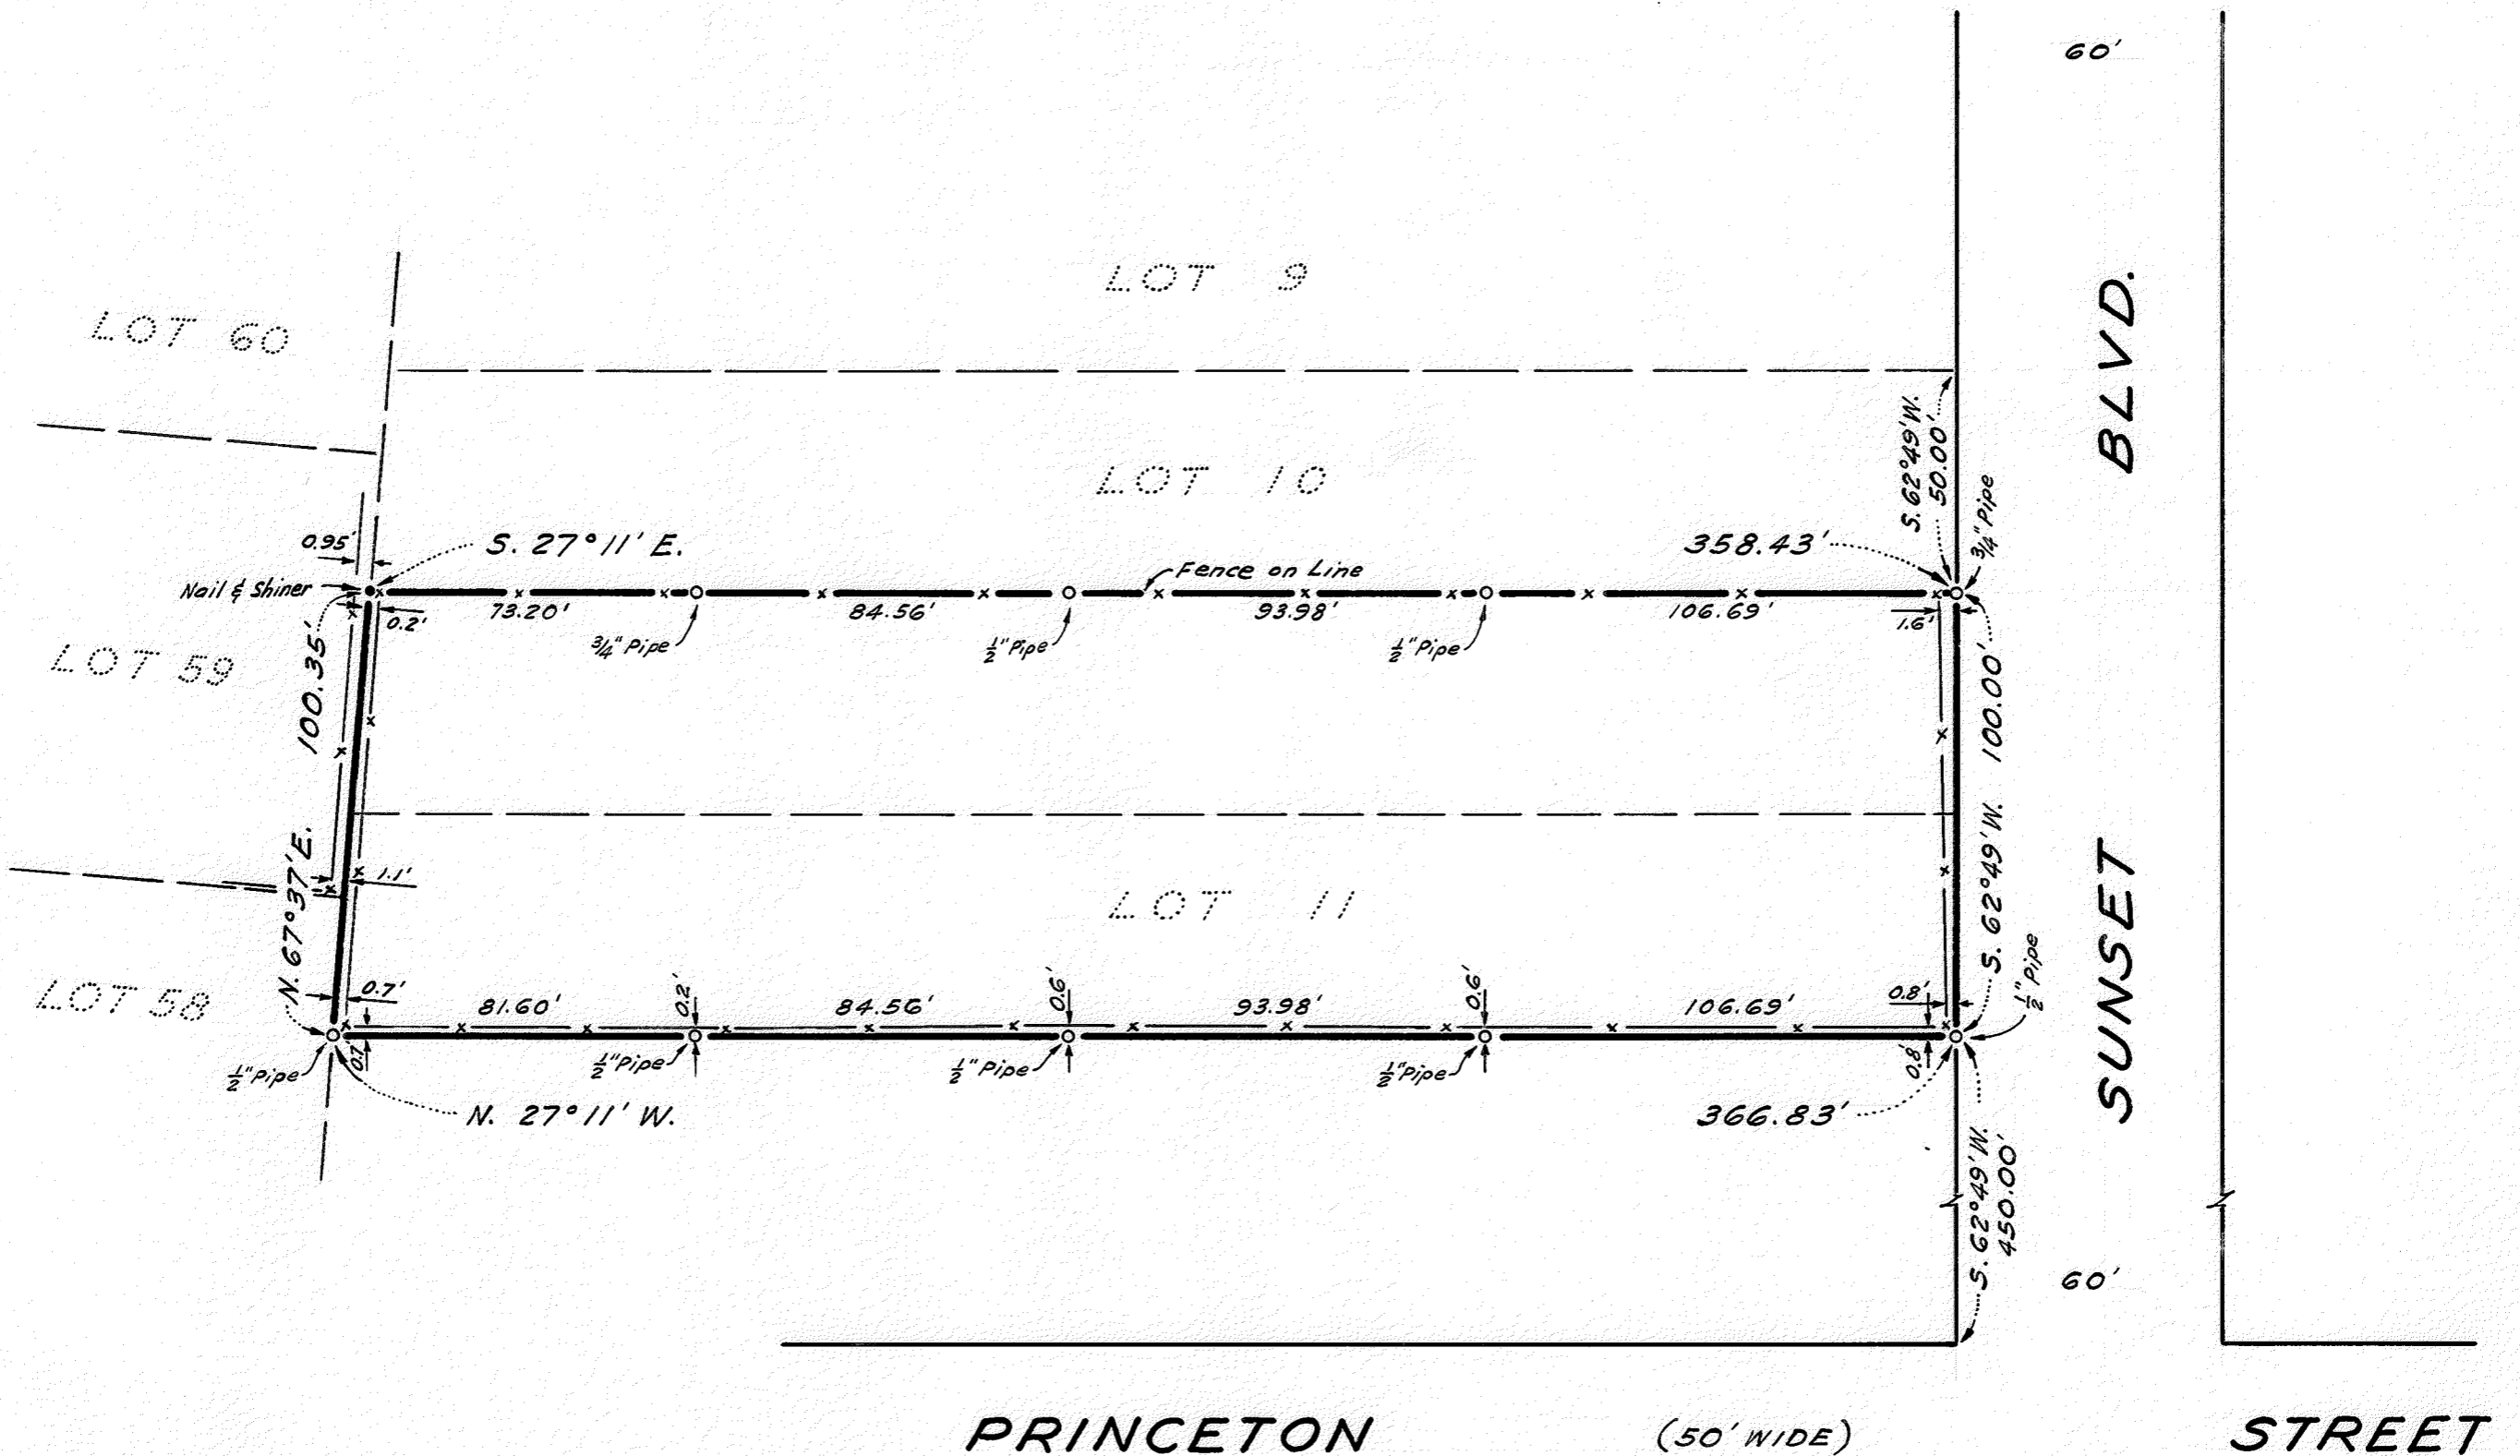 60'
LOT 9
LOT 60
BLVD.
S. 62°49'W.
50.00'
LOT 10
3/4" Pipe
0.95'
S. 27°11' E.
358.43'
Fence on Line
Nail & Shiner
73.20'
84.56'
93.98'
106.69'
0.2'
1.6'
3/4" Pipe
1/2" Pipe
1/2" Pipe
100.35'
LOT 59
100.00'
N. 67°37'E.
1.1'
LOT 11
S. 62°49'W.
SUNSET
1/2" Pipe
LOT 58
0.7'
81.60'
0.2'
84.56'
0.6'
93.98'
0.6'
106.69'
0.8'
1/2" Pipe
0.7
1/2" Pipe
1/2" Pipe
1/2" Pipe
0.8'
N. 27°11' W.
366.83'
S. 62°49'W.
450.00'
60'
PRINCETON (50' WIDE) STREET